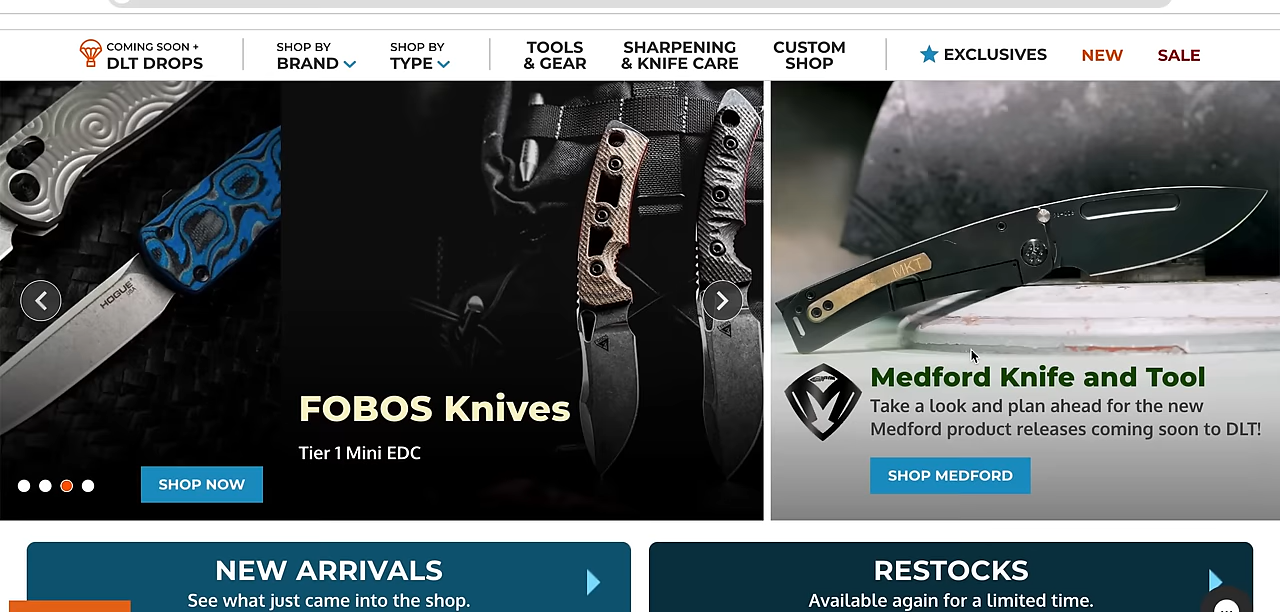 COMING SOON +
DLT DROPS
SHOP BY
BRAND
SHOP BY
TYPE
TOOLS
& GEAR
SHARPENING
& KNIFE CARE
CUSTOM
SHOP
EXCLUSIVES
NEW
SALE
HOGUE
USA
SHOP NOW
FOBOS Knives
Tier 1 Mini EDC
MKT
Medford Knife and Tool
Take a look and plan ahead for the new
Medford product releases coming soon to DLT!
SHOP MEDFORD
NEW ARRIVALS
See what just came into the shop.
RESTOCKS
Available again for a limited time.